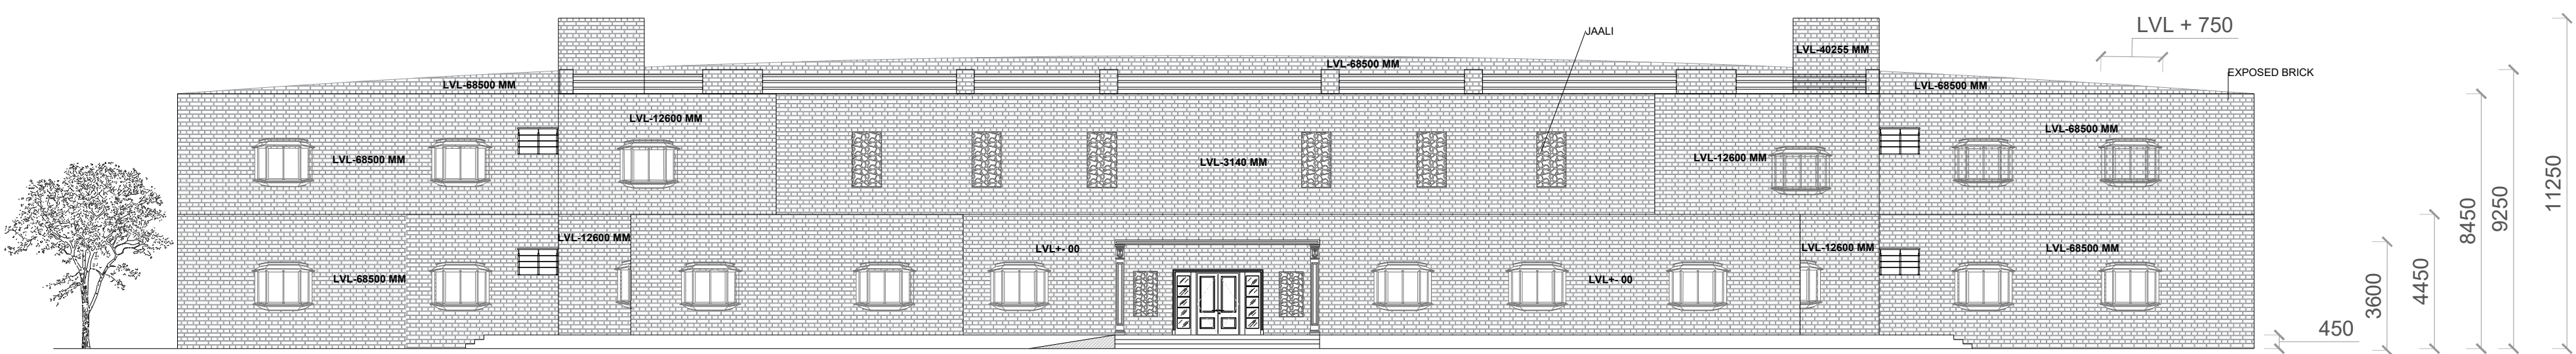 LVL + 750
JAALI
LVL-40255 MM
LVL-68500 MM
EXPOSED BRICK
LVL-68500 MM
LVL-68500 MM
LVL-12600 MM
LVL-68500 MM
LVL-68500 MM
LVL-3140 MM
LVL-12600 MM
LVL-12600 MM
LVL+- 00
LVL-12600 MM
LVL-68500 MM
LVL-68500 MM
LVL+- 00
450
3600
4450
8450
9250
11250